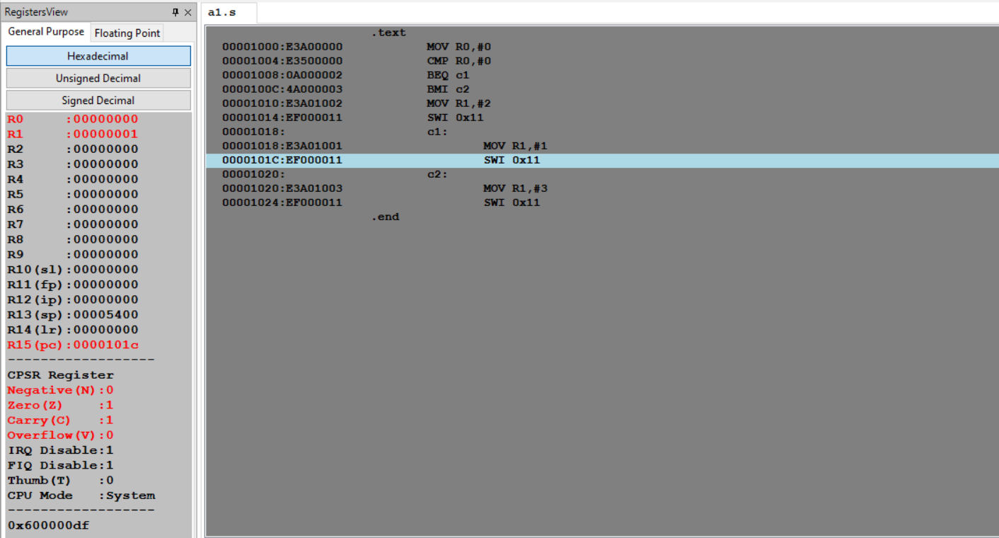 RegistersView
General Purpose Floating Point
Hexadecimal
Unsigned Decimal
Signed Decimal
R0 :00000000
R1 :00000001
R2 :00000000
R3 :00000000
R4 :00000000
R5 :00000000
R6 :00000000
R7 :00000000
R8 :00000000
R9 :00000000
R10(sl):00000000
R11(fp):00000000
R12(ip):00000000
R13(sp):00005400
R14(lr):00000000
R15(pc):0000101c
------------------
CPSR Register
Negative(N):0
Zero(Z) :1
Carry(C) :1
Overflow(V):0
IRQ Disable:1
FIQ Disable:1
Thumb(T) :0
CPU Mode :System
------------------
0x600000df
a1.s
.text
00001000:E3A00000 MOV R0,#0
00001004:E3500000 CMP R0,#0
00001008:0A000002 BEQ c1
0000100C:4A000003 BMI c2
00001010:E3A01002 MOV R1,#2
00001014:EF000011 SWI 0x11
00001018: c1:
00001018:E3A01001 MOV R1,#1
0000101C:EF000011 SWI 0x11
00001020: c2:
00001020:E3A01003 MOV R1,#3
00001024:EF000011 SWI 0x11
.end